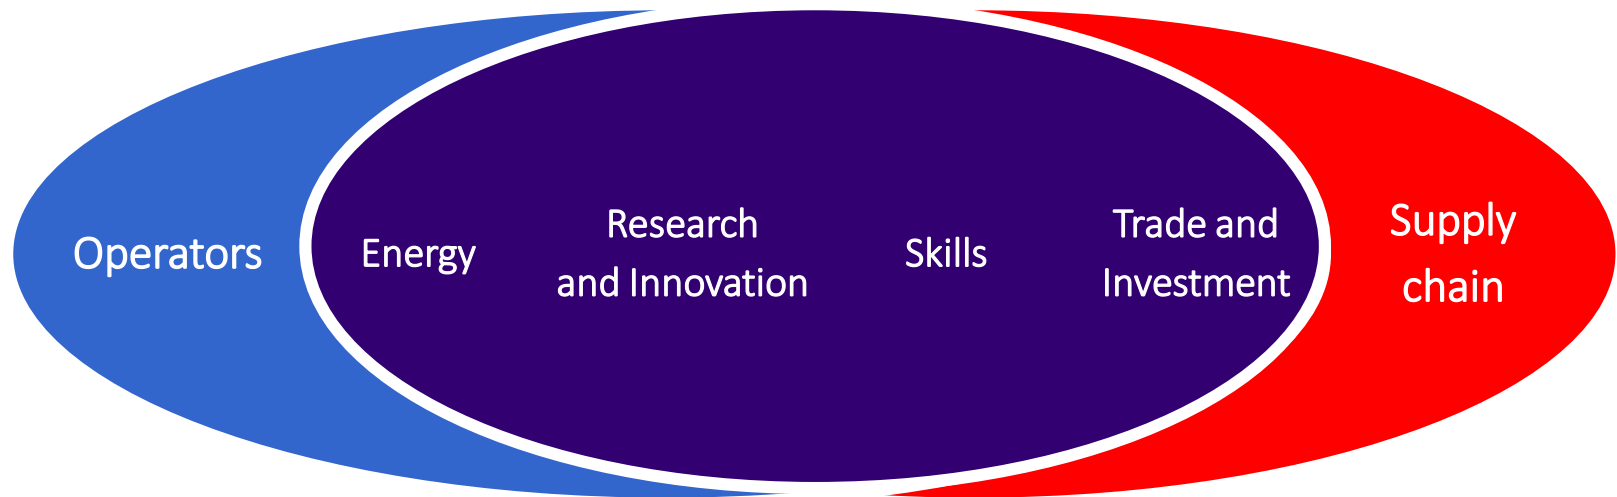 Operators
Energy
Research
and Innovation
Skills
Trade and
Investment
Supply
chain